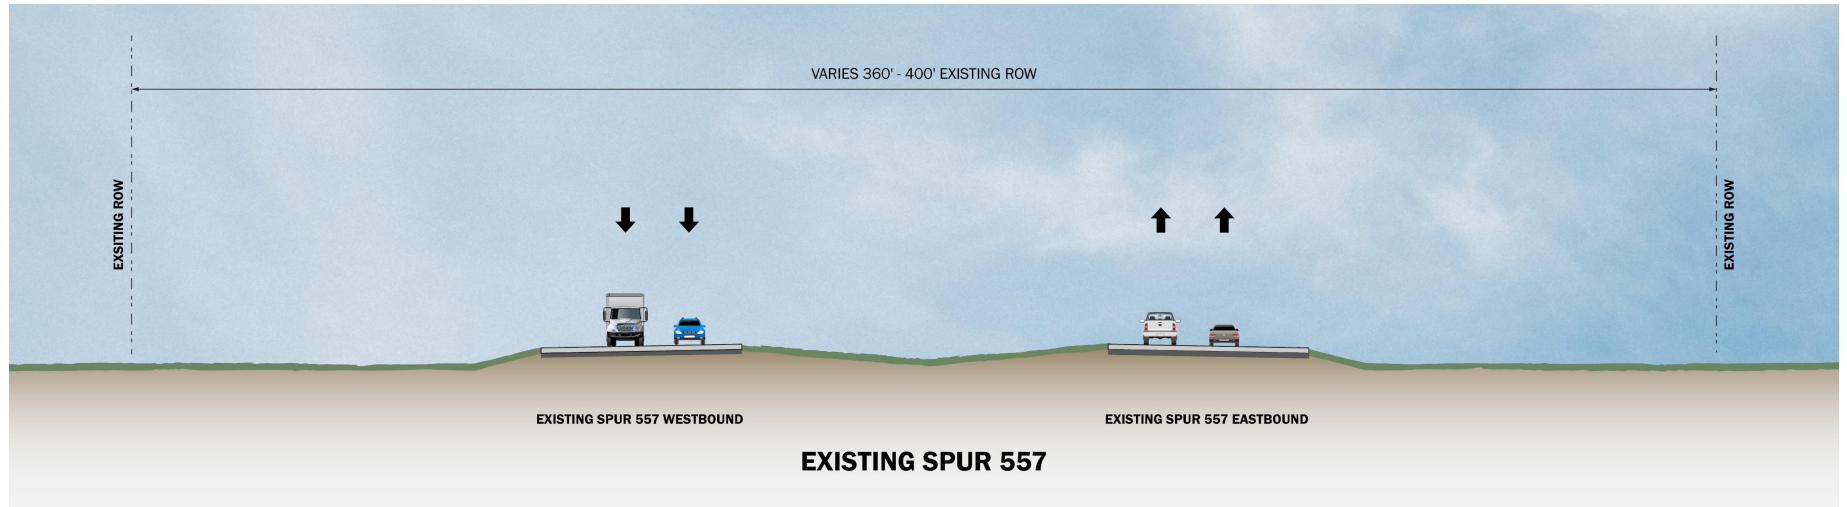 VARIES 360' - 400' EXISTING ROW
EXSITING ROW
EXISTING ROW
EXISTING SPUR 557 WESTBOUND
EXISTING SPUR 557 EASTBOUND
EXISTING SPUR 557